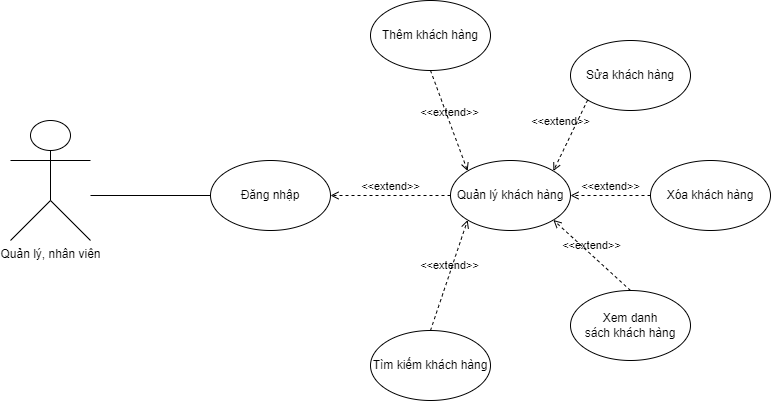 Thêm khách hàng
Sửa khách hàng
<<extend>>
<<extend>>
Đăng nhập
<<extend>>
Quản lý khách hàng
<<extend>>
Xóa khách hàng
Quản lý, nhân viên
<<extend>>
<<extend>>
Xem danh
sách khách hàng
Tìm kiếm khách hàng